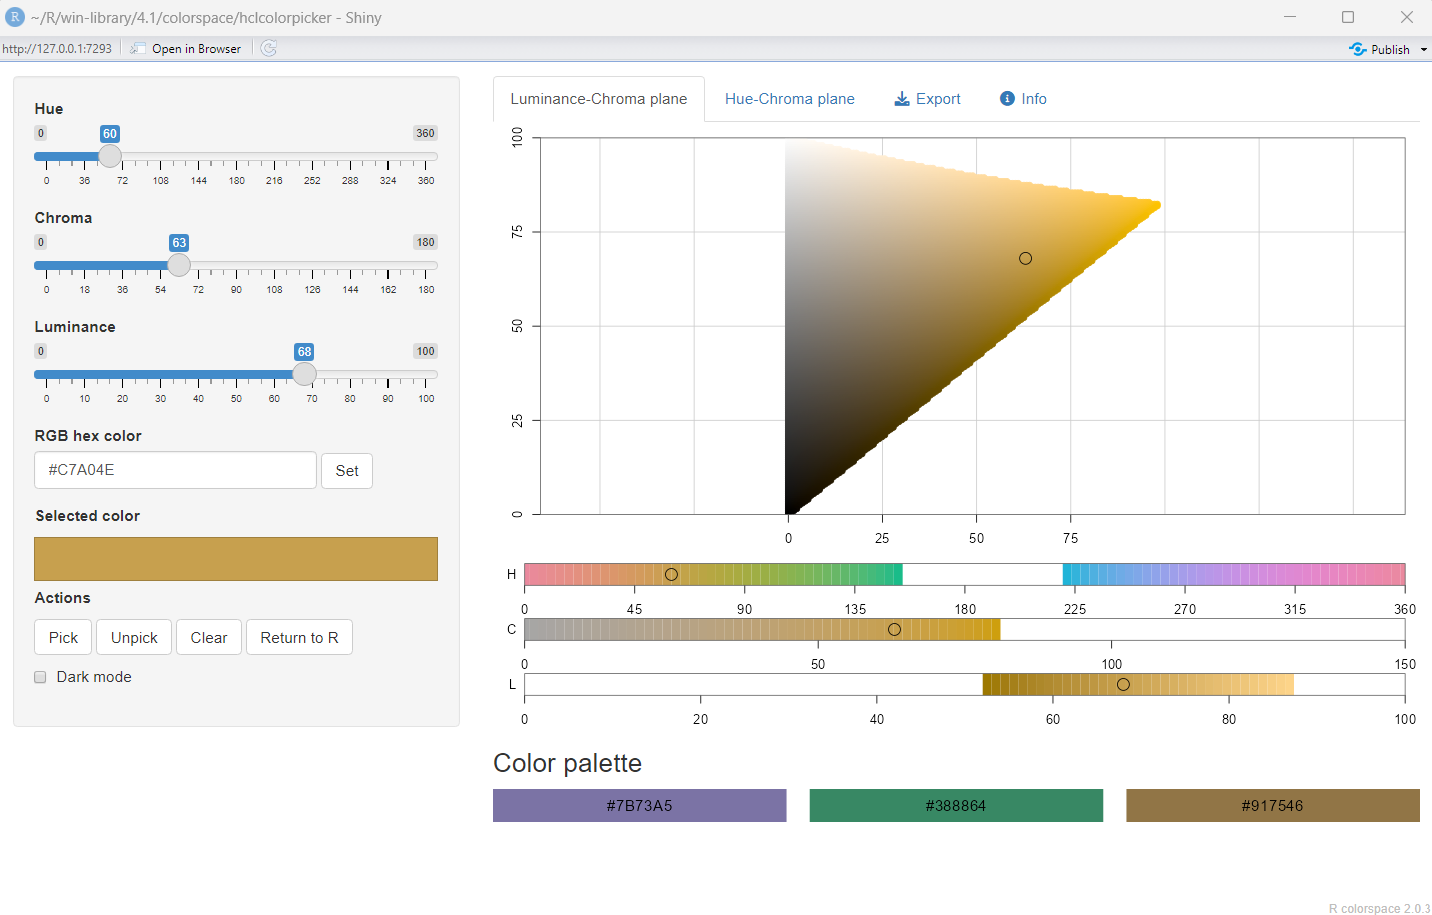 R ~/R/win-library/4.1/colorspace/hclcolorpicker - Shiny
http://127.0.0.1:7293 Open in Browser Publish
Hue
0 60 360
0 36 72 108 144 180 216 252 288 324 360
Chroma
0 63 180
0 18 36 54 72 90 108 126 144 162 180
Luminance
0 68 100
0 10 20 30 40 50 60 70 80 90 100
RGB hex color
#C7A04E Set
Selected color
Actions
Pick Unpick Clear Return to R
Dark mode
Luminance-Chroma plane Hue-Chroma plane Export Info
100
75
50
25
0
0 25 50 75
H
0 45 90 135 180 225 270 315 360
C
0 50 100 150
L
0 20 40 60 80 100
Color palette
#7B73A5 #388864 #917546
R colorspace 2.0.3